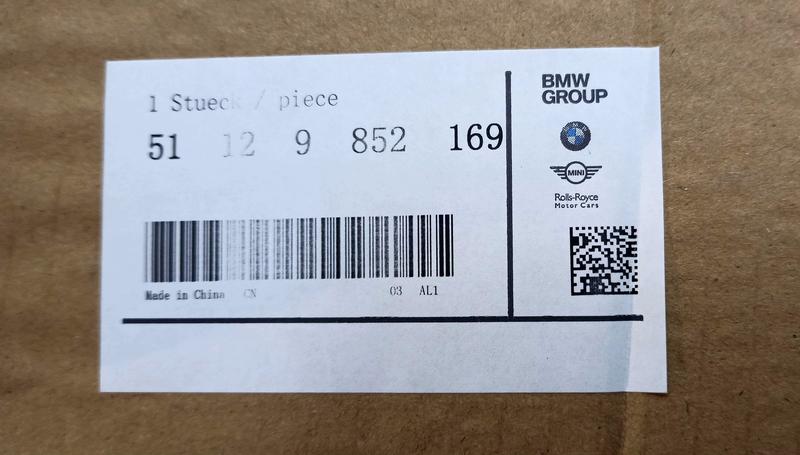 1 Stueck / piece
51 12 9 852 169
Made in China CN 03 AL1
BMW
GROUP
BMW
MINI
Rolls-Royce
Motor Cars